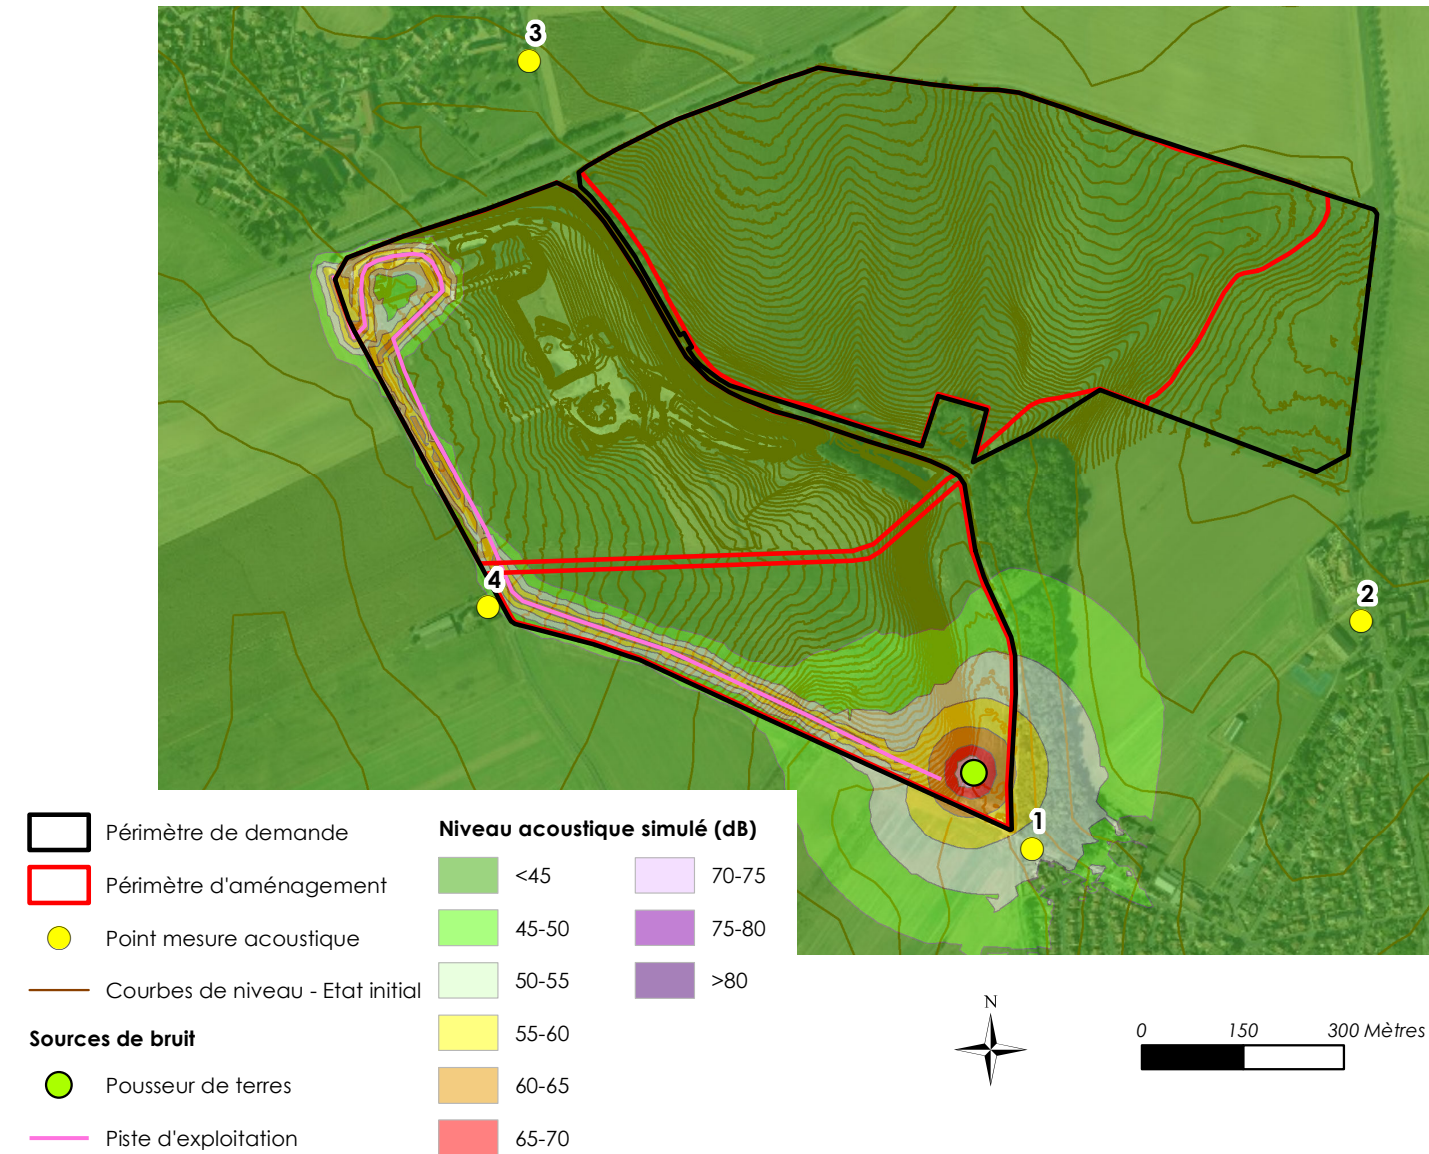 3
4
2
1
Périmètre de demande
Périmètre d'aménagement
Point mesure acoustique
Courbes de niveau - Etat initial
Sources de bruit
Pousseur de terres
Piste d'exploitation
Niveau acoustique simulé (dB)
<45
45-50
50-55
55-60
60-65
65-70
70-75
75-80
>80
N
0 150 300 Mètres